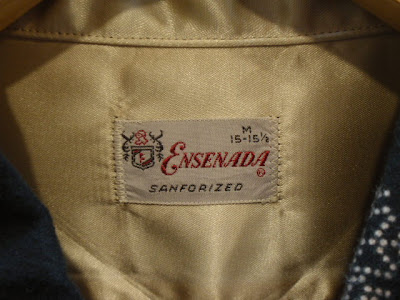 M
15-15½
E
ENSENADA ®
SANFORIZED